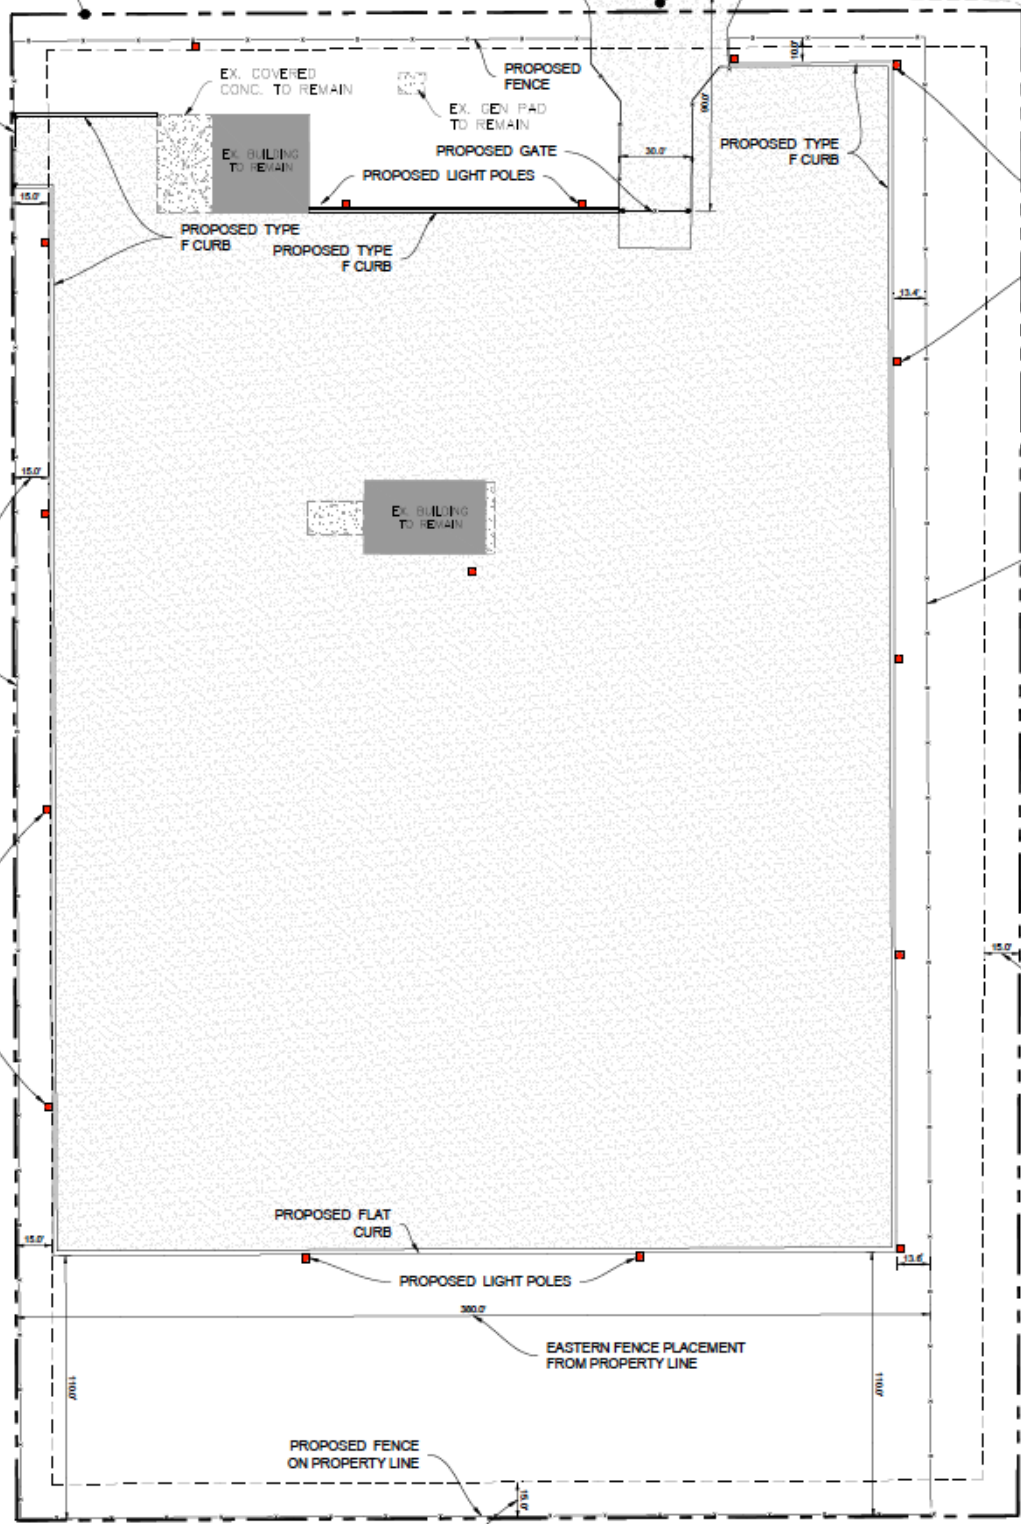 10.0'
EX. COVERED
CONC. TO REMAIN
PROPOSED
FENCE
EX. GEN PAD
TO REMAIN
90.0'
PROPOSED TYPE
F CURB
EX. BUILDING
TO REMAIN
PROPOSED GATE
30.0'
PROPOSED LIGHT POLES
15.0'
PROPOSED TYPE
F CURB
PROPOSED TYPE
F CURB
13.4'
15.0'
EX. BUILDING
TO REMAIN
15.0'
PROPOSED FLAT
CURB
15.0'
13.6'
PROPOSED LIGHT POLES
380.0'
EASTERN FENCE PLACEMENT
FROM PROPERTY LINE
110.0'
110.0'
PROPOSED FENCE
ON PROPERTY LINE
15.0'